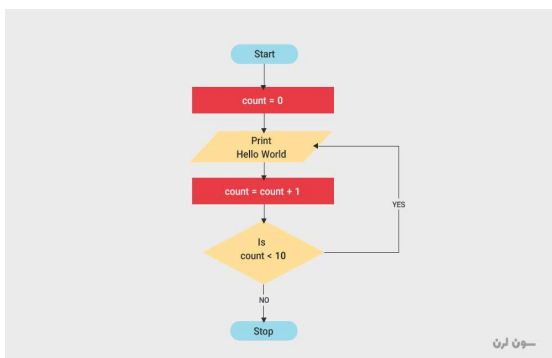 Start
count = 0
Print
Hello World
count = count + 1
YES
Is
count < 10
NO
Stop
سون لرن